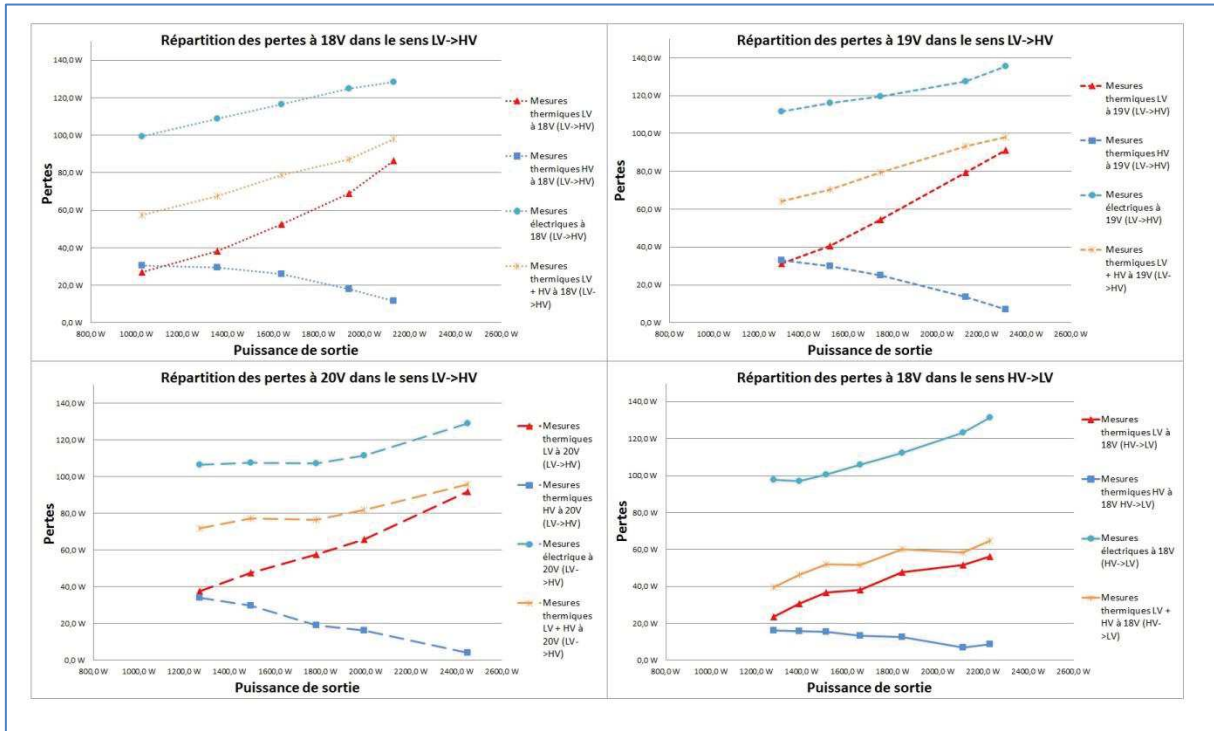 Répartition des pertes à 18V dans le sens LV->HV
Pertes
140,0 W
120,0 W
100,0 W
80,0 W
60,0 W
40,0 W
20,0 W
0,0 W
800,0 W 1000,0 W 1200,0 W 1400,0 W 1600,0 W 1800,0 W 2000,0 W 2200,0 W 2400,0 W 2600,0 W
Puissance de sortie
Mesures
thermiques LV
à 18V (LV->HV)
Mesures
thermiques HV
à 18V (LV->HV)
Mesures
électriques à
18V (LV->HV)
Mesures
thermiques LV
+ HV à 18V (LV-
>HV)
Répartition des pertes à 19V dans le sens LV->HV
Pertes
140,0 W
120,0 W
100,0 W
80,0 W
60,0 W
40,0 W
20,0 W
0,0 W
800,0 W 1000,0 W 1200,0 W 1400,0 W 1600,0 W 1800,0 W 2000,0 W 2200,0 W 2400,0 W 2600,0 W
Puissance de sortie
Mesures
thermiques LV à
19V (LV->HV)
Mesures
thermiques HV à
19V (LV->HV)
Mesures
électriques à
19V (LV->HV)
Mesures
thermiques LV
+ HV à 19V (LV-
>HV)
Répartition des pertes à 20V dans le sens LV->HV
Pertes
140,0 W
120,0 W
100,0 W
80,0 W
60,0 W
40,0 W
20,0 W
0,0 W
800,0 W 1000,0 W 1200,0 W 1400,0 W 1600,0 W 1800,0 W 2000,0 W 2200,0 W 2400,0 W 2600,0 W
Puissance de sortie
Mesures
thermiques
LV à 20V
(LV->HV)
Mesures
thermiques
HV à 20V
(LV->HV)
Mesures
électrique à
20V (LV-
>HV)
Mesures
thermiques
LV + HV à
20V (LV-
>HV)
Répartition des pertes à 18V dans le sens HV->LV
Pertes
140,0 W
120,0 W
100,0 W
80,0 W
60,0 W
40,0 W
20,0 W
0,0 W
800,0 W 1000,0 W 1200,0 W 1400,0 W 1600,0 W 1800,0 W 2000,0 W 2200,0 W 2400,0 W 2600,0 W
Puissance de sortie
Mesures
thermiques LV à
18V (HV->LV)
Mesures
thermiques HV à
18V HV->LV)
Mesures
électriques à 18V
(HV->LV)
Mesures
thermiques LV +
HV à 18V (HV-
>LV)